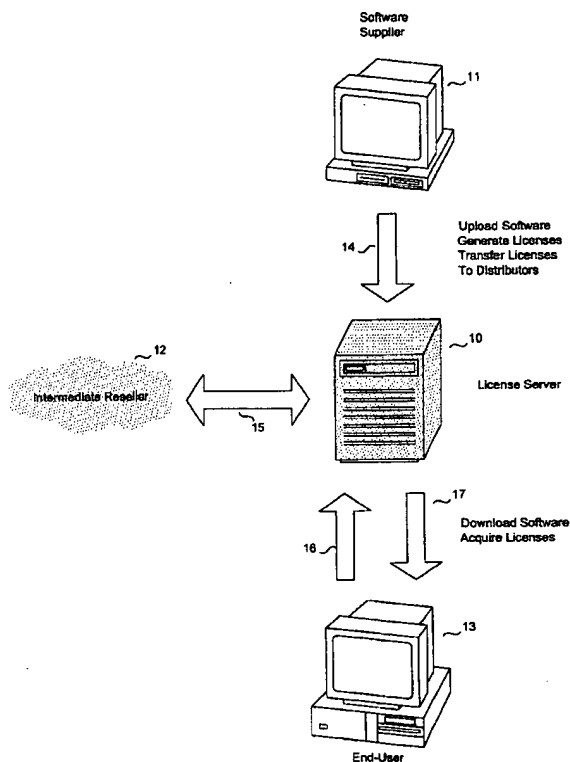 Software
Supplier
11
14
Upload Software
Generate Licenses
Transfer Licenses
To Distributors
12
10
Intermediate Reseller
License Server
15
17
Download Software
Acquire Licenses
16
13
End-User